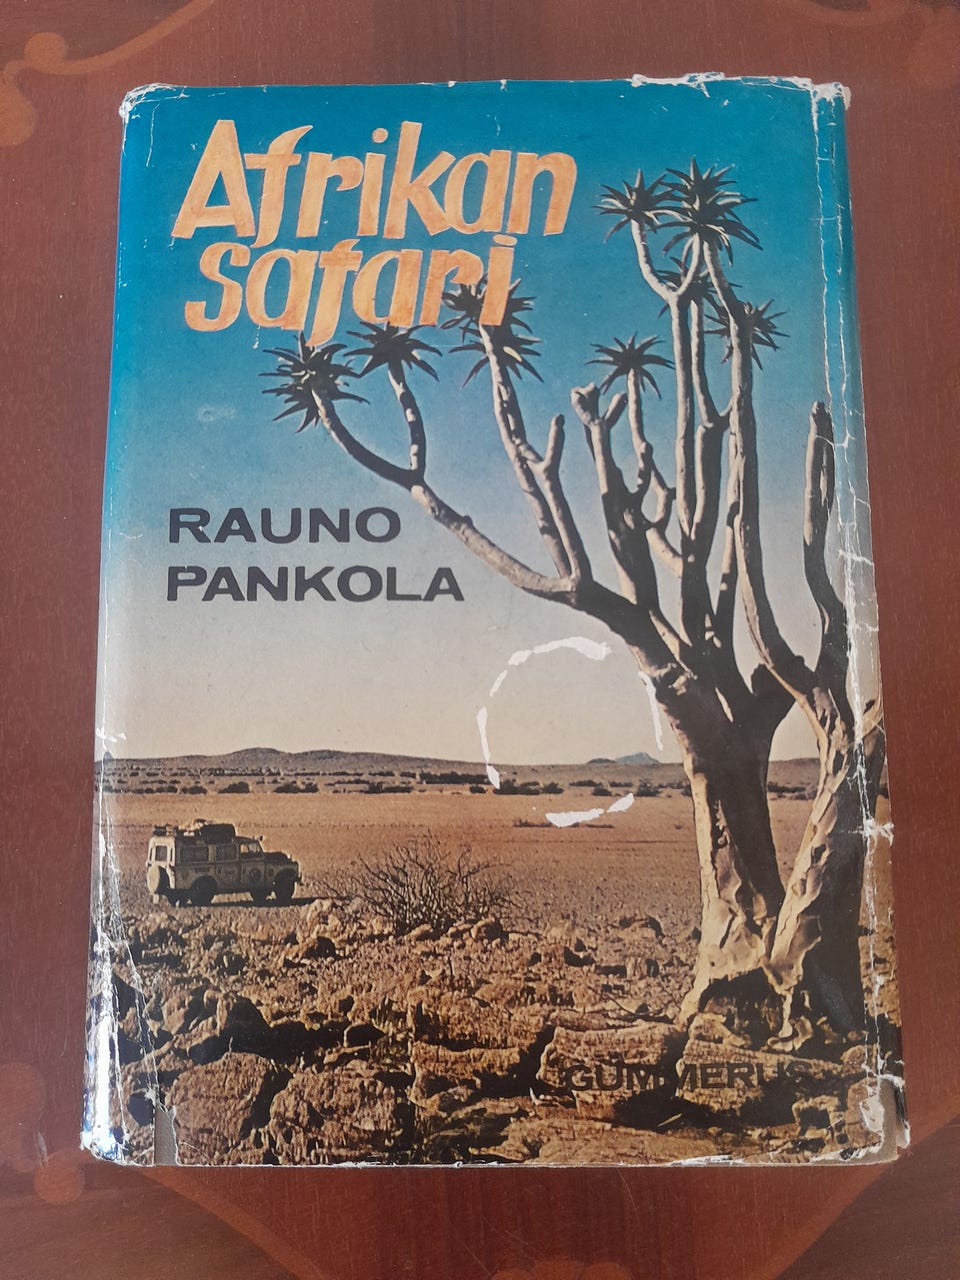 Afrikan
safari
RAUNO
PANKOLA
GUMMERUS